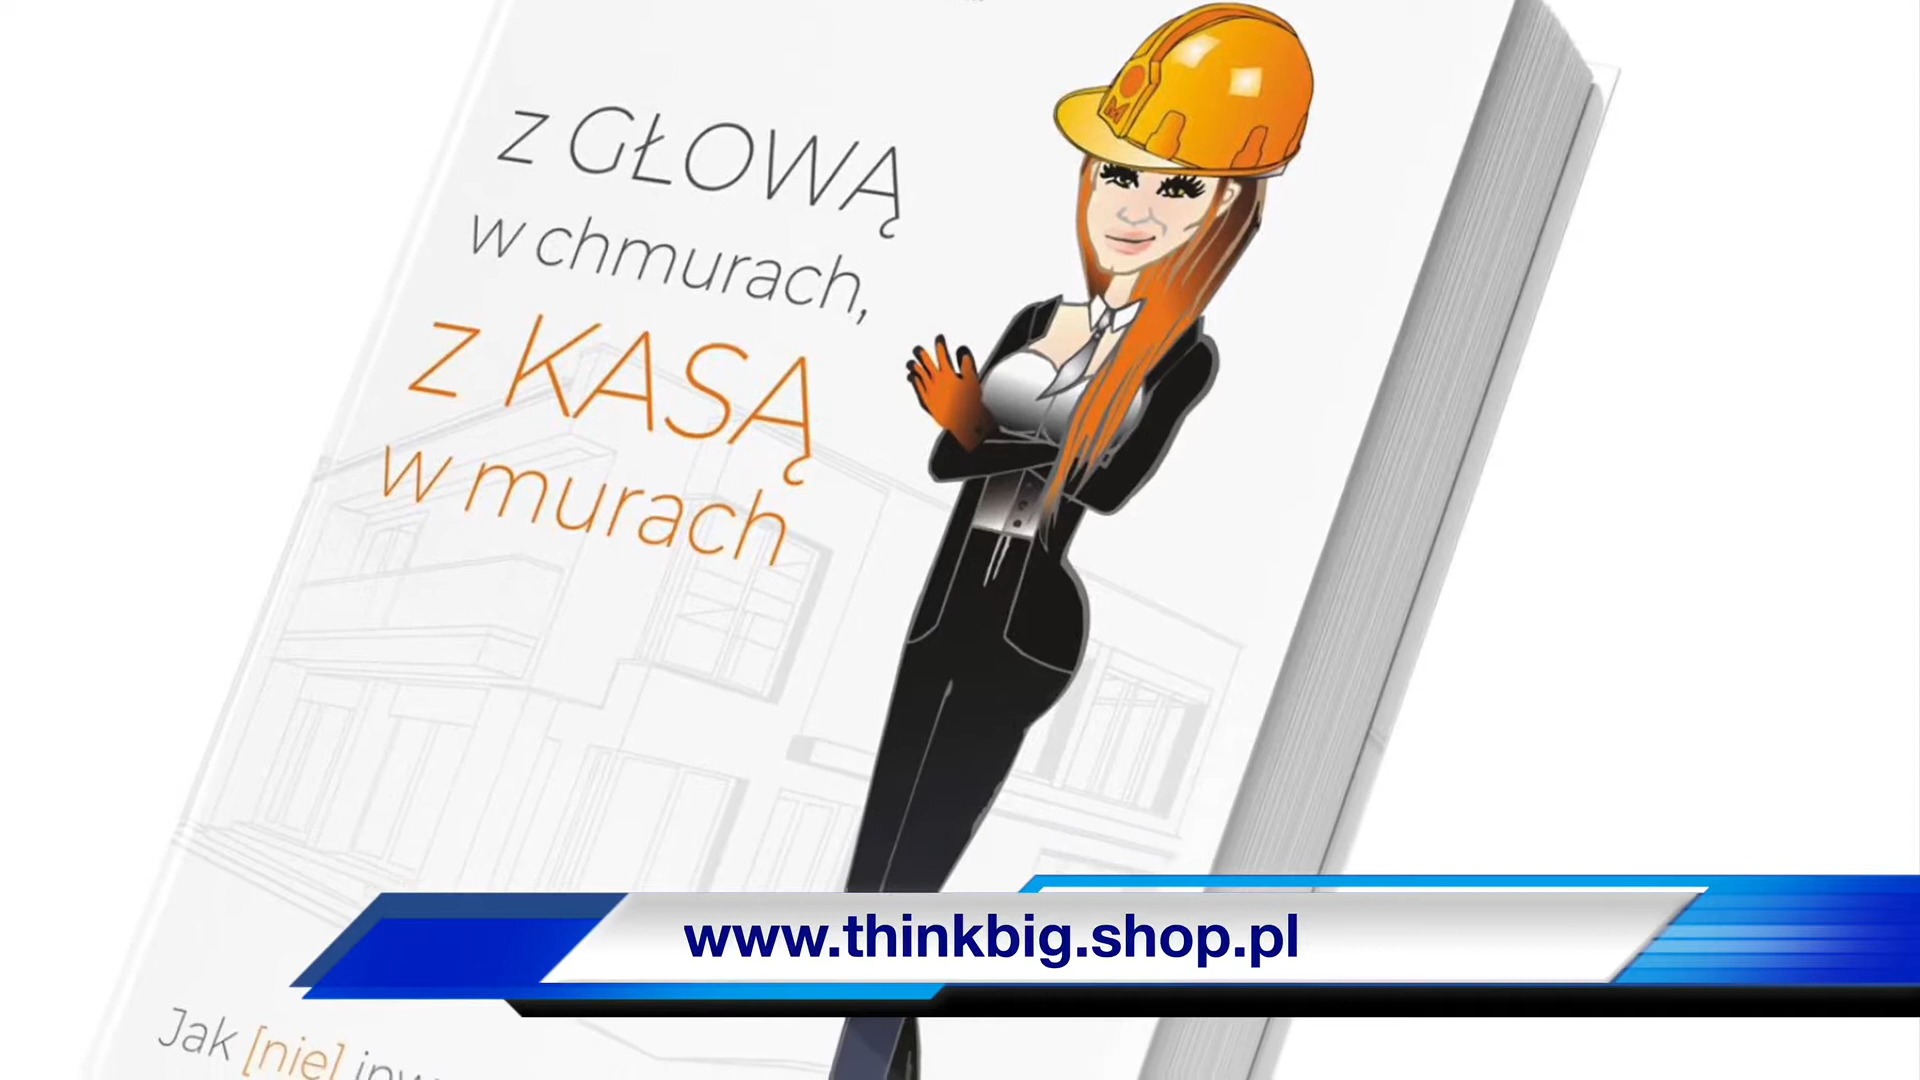 z GŁOWĄ
w chmurach,
z KASĄ
w murach
M
www.thinkbig.shop.pl
Jak [nie]